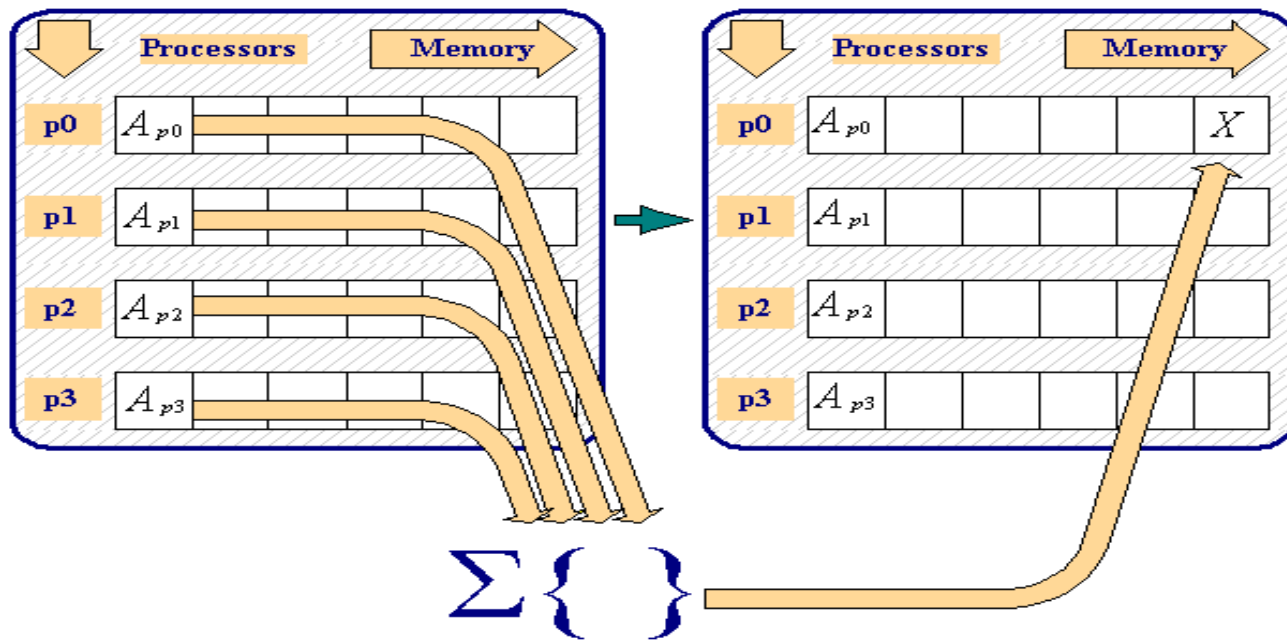 Processors Memory
p0 A p0
p1 A p1
p2 A p2
p3 A p3
Processors Memory
p0 A p0 X
p1 A p1
p2 A p2
p3 A p3
Σ { }